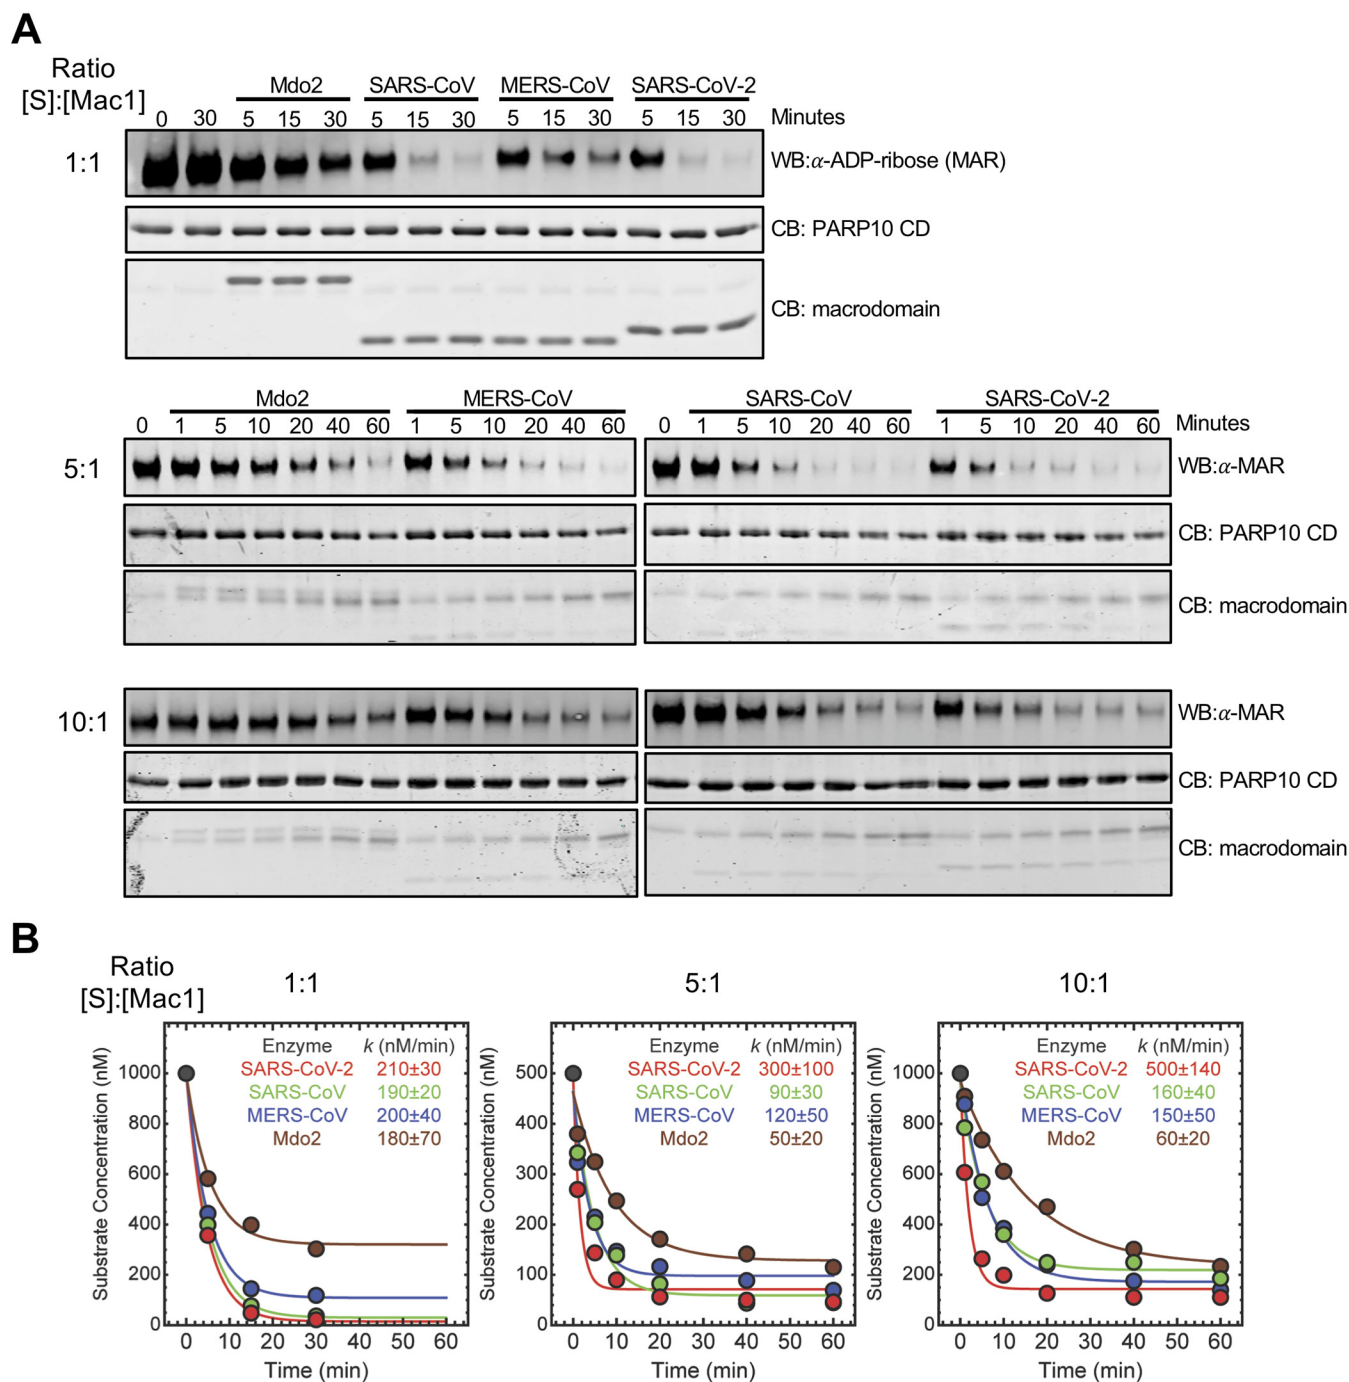 A
Ratio
[S]:[Mac1]
Mdo2 SARS-CoV MERS-CoV SARS-CoV-2
0 30 5 15 30 5 15 30 5 15 30 5 15 30 Minutes
1:1 WB:α-ADP-ribose (MAR)
CB: PARP10 CD
CB: macrodomain
Mdo2 MERS-CoV SARS-CoV SARS-CoV-2
0 1 5 10 20 40 60 1 5 10 20 40 60 0 1 5 10 20 40 60 1 5 10 20 40 60 Minutes
5:1 WB:α-MAR
CB: PARP10 CD
CB: macrodomain
10:1 WB:α-MAR
CB: PARP10 CD
CB: macrodomain
B
Ratio
[S]:[Mac1]
1:1 5:1 10:1
Substrate Concentration (nM)
1000
800
600
400
200
0
Enzyme k (nM/min)
SARS-CoV-2 210±30
SARS-CoV 190±20
MERS-CoV 200±40
Mdo2 180±70
0 10 20 30 40 50 60
Time (min)
Substrate Concentration (nM)
500
400
300
200
100
0
Enzyme k (nM/min)
SARS-CoV-2 300±100
SARS-CoV 90±30
MERS-CoV 120±50
Mdo2 50±20
0 10 20 30 40 50 60
Time (min)
Substrate Concentration (nM)
1000
800
600
400
200
0
Enzyme k (nM/min)
SARS-CoV-2 500±140
SARS-CoV 160±40
MERS-CoV 150±50
Mdo2 60±20
0 10 20 30 40 50 60
Time (min)